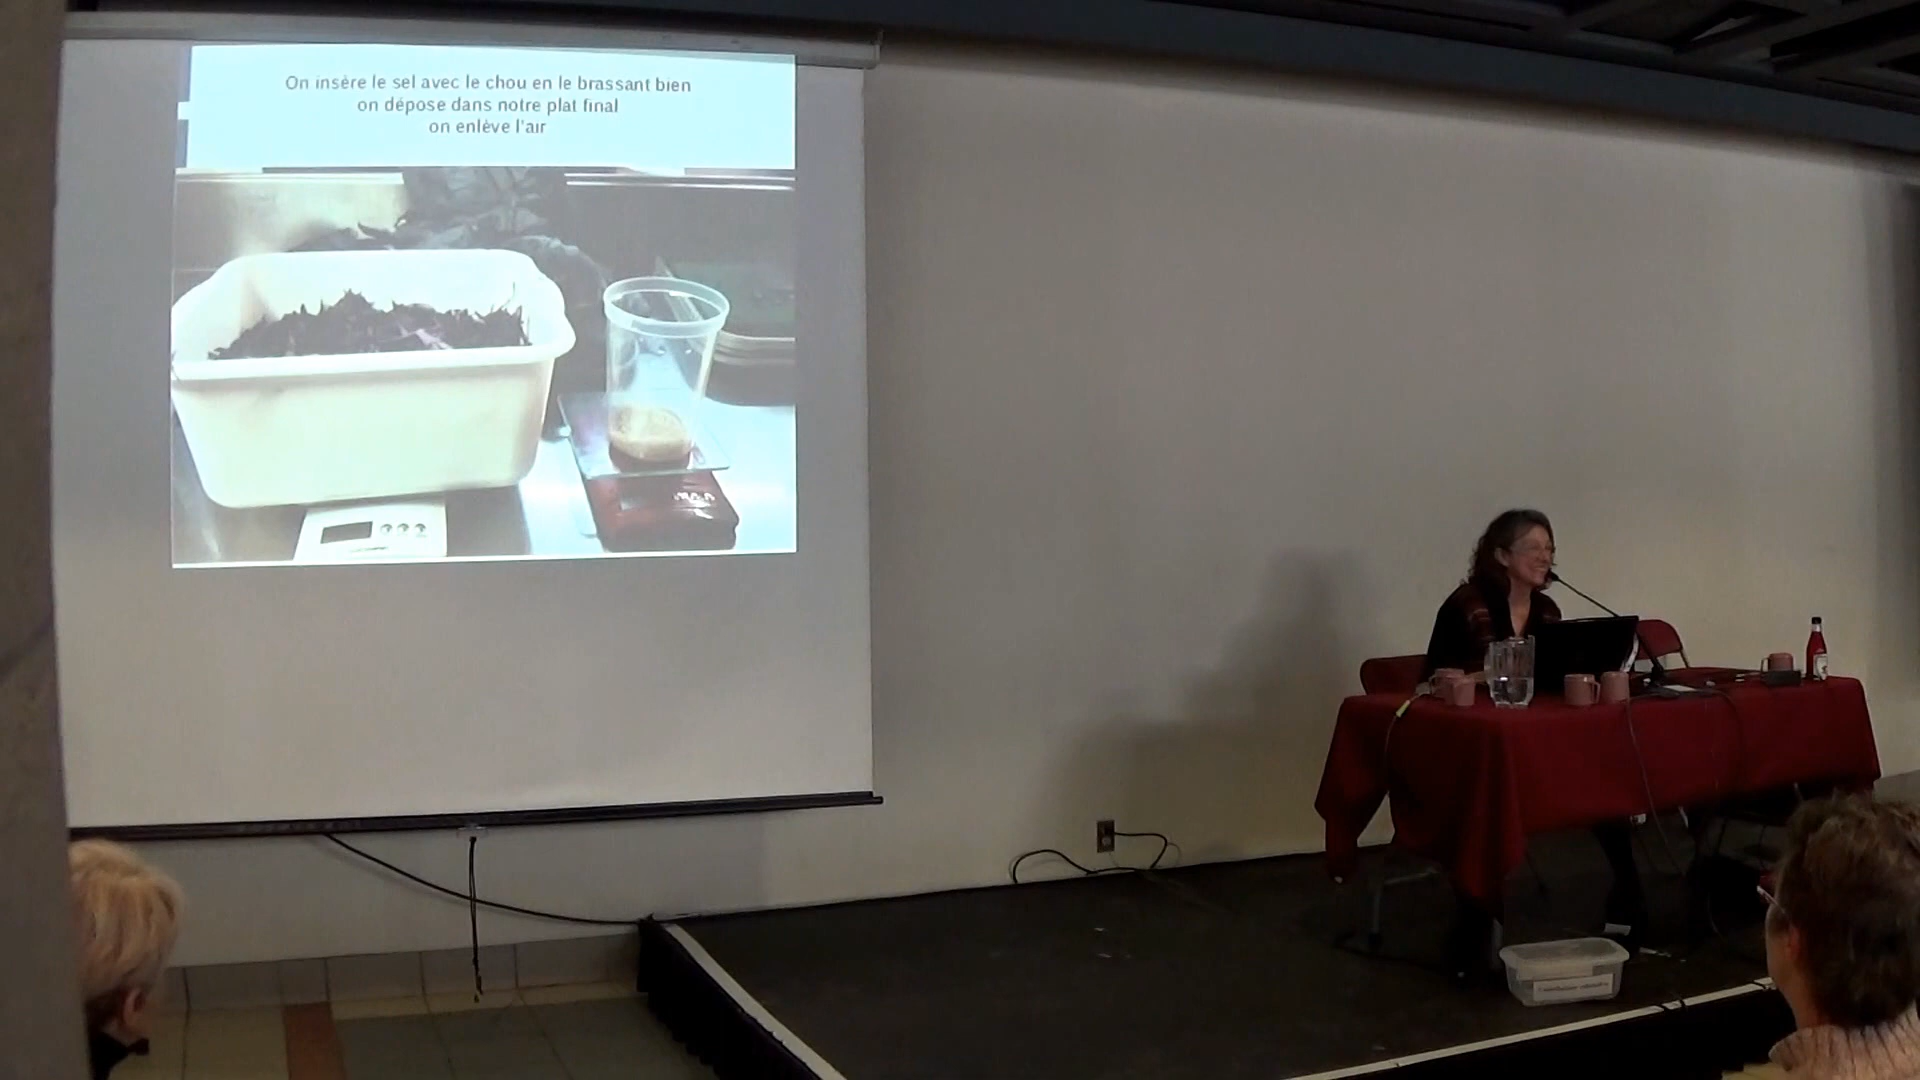 On insère le sel avec le chou en le brassant bien
on dépose dans notre plat final
on enlève l'air